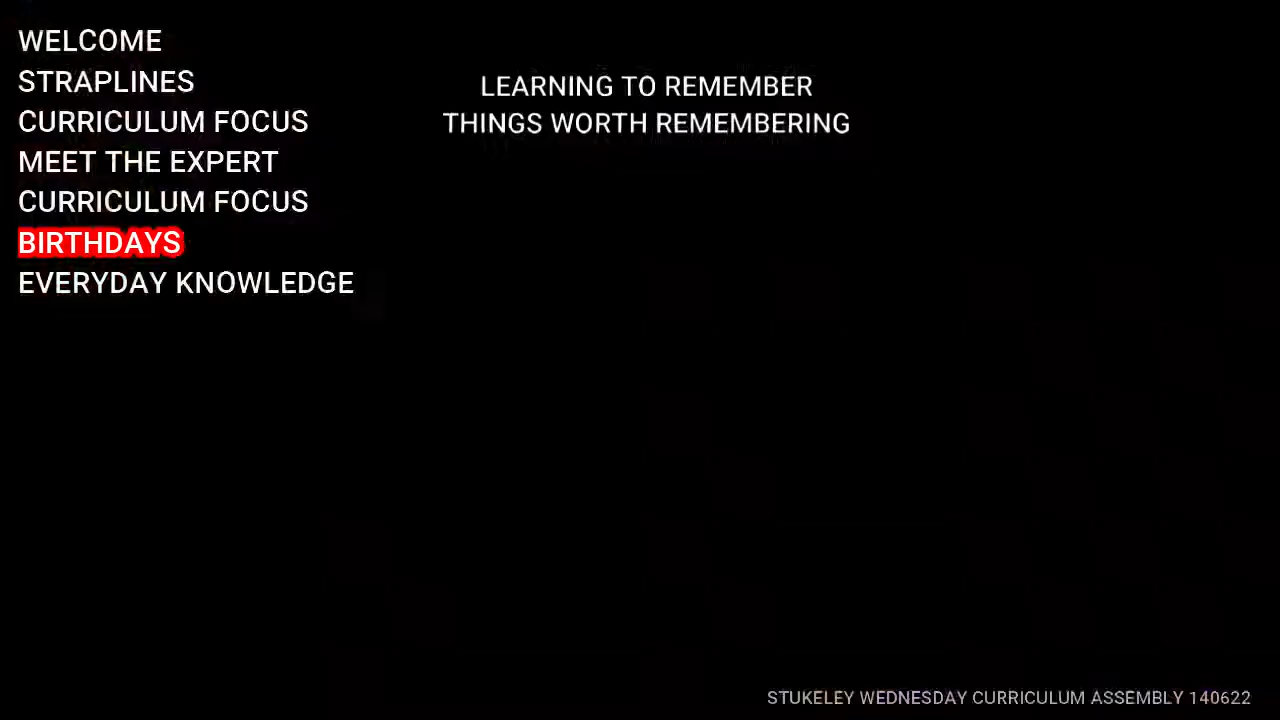 WELCOME
STRAPLINES
CURRICULUM FOCUS
MEET THE EXPERT
CURRICULUM FOCUS
BIRTHDAYS
EVERYDAY KNOWLEDGE
LEARNING TO REMEMBER
THINGS WORTH REMEMBERING
STUKELEY WEDNESDAY CURRICULUM ASSEMBLY 140622